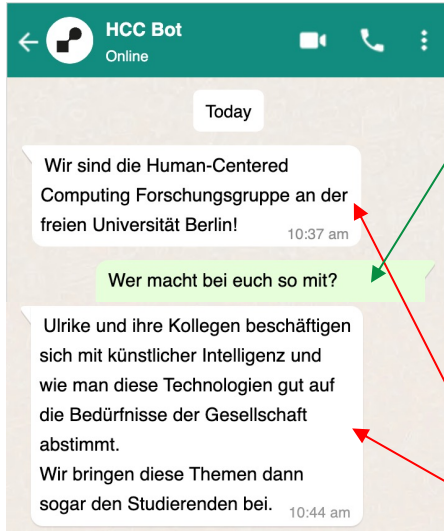 HCC Bot
Online
Today
Wir sind die Human-Centered
Computing Forschungsgruppe an der
freien Universität Berlin!
10:37 am
Wer macht bei euch so mit?
Ulrike und ihre Kollegen beschäftigen
sich mit künstlicher Intelligenz und
wie man diese Technologien gut auf
die Bedürfnisse der Gesellschaft
abstimmt.
Wir bringen diese Themen dann
sogar den Studierenden bei.
10:44 am